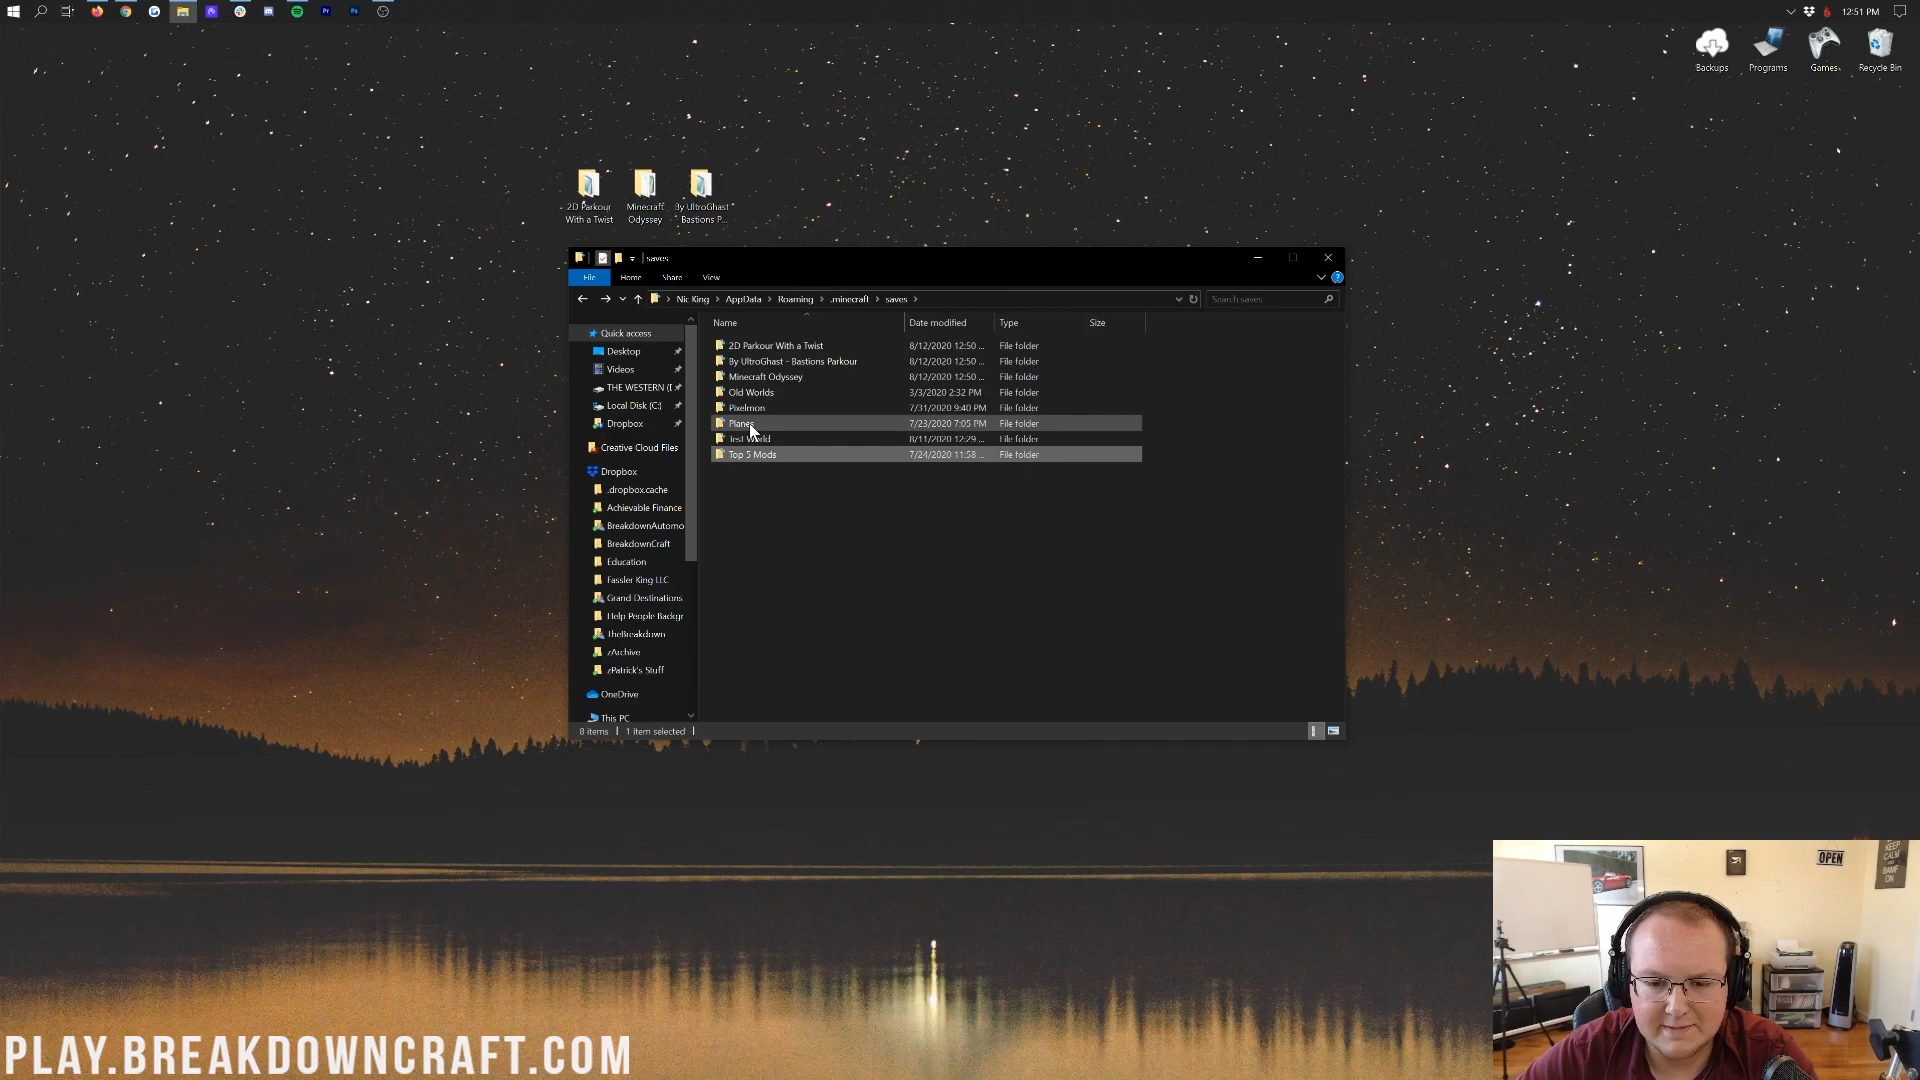 12:51 PM
Backups
Programs
Games
Recycle Bin
2D Parkour With a Twist
Minecraft Odyssey
By UltroGhast - Bastions P...
saves
File
Home
Share
View
Nic King > AppData > Roaming > .minecraft > saves >
Search saves
Name
Date modified
Type
Size
2D Parkour With a Twist 8/12/2020 12:50 ... File folder
By UltroGhast - Bastions Parkour 8/12/2020 12:50 ... File folder
Minecraft Odyssey 8/12/2020 12:50 ... File folder
Old Worlds 3/3/2020 2:32 PM File folder
Pixelmon 7/31/2020 9:40 PM File folder
Planes 7/23/2020 7:05 PM File folder
Test World 8/11/2020 12:29 ... File folder
Top 5 Mods 7/24/2020 11:58 ... File folder
Quick access
Desktop
Videos
THE WESTERN (
Local Disk (C:)
Dropbox
Creative Cloud Files
Dropbox
.dropbox.cache
Achievable Finance
BreakdownAutomo
BreakdownCraft
Education
Fassler King LLC
Grand Destinations
Help People Backgr
TheBreakdown
zArchive
zPatrick's Stuff
OneDrive
This PC
8 items
1 item selected
OPEN
KEEP
CALM
AND
BAMF
ON
PLAY.BREAKDOWNCRAFT.COM